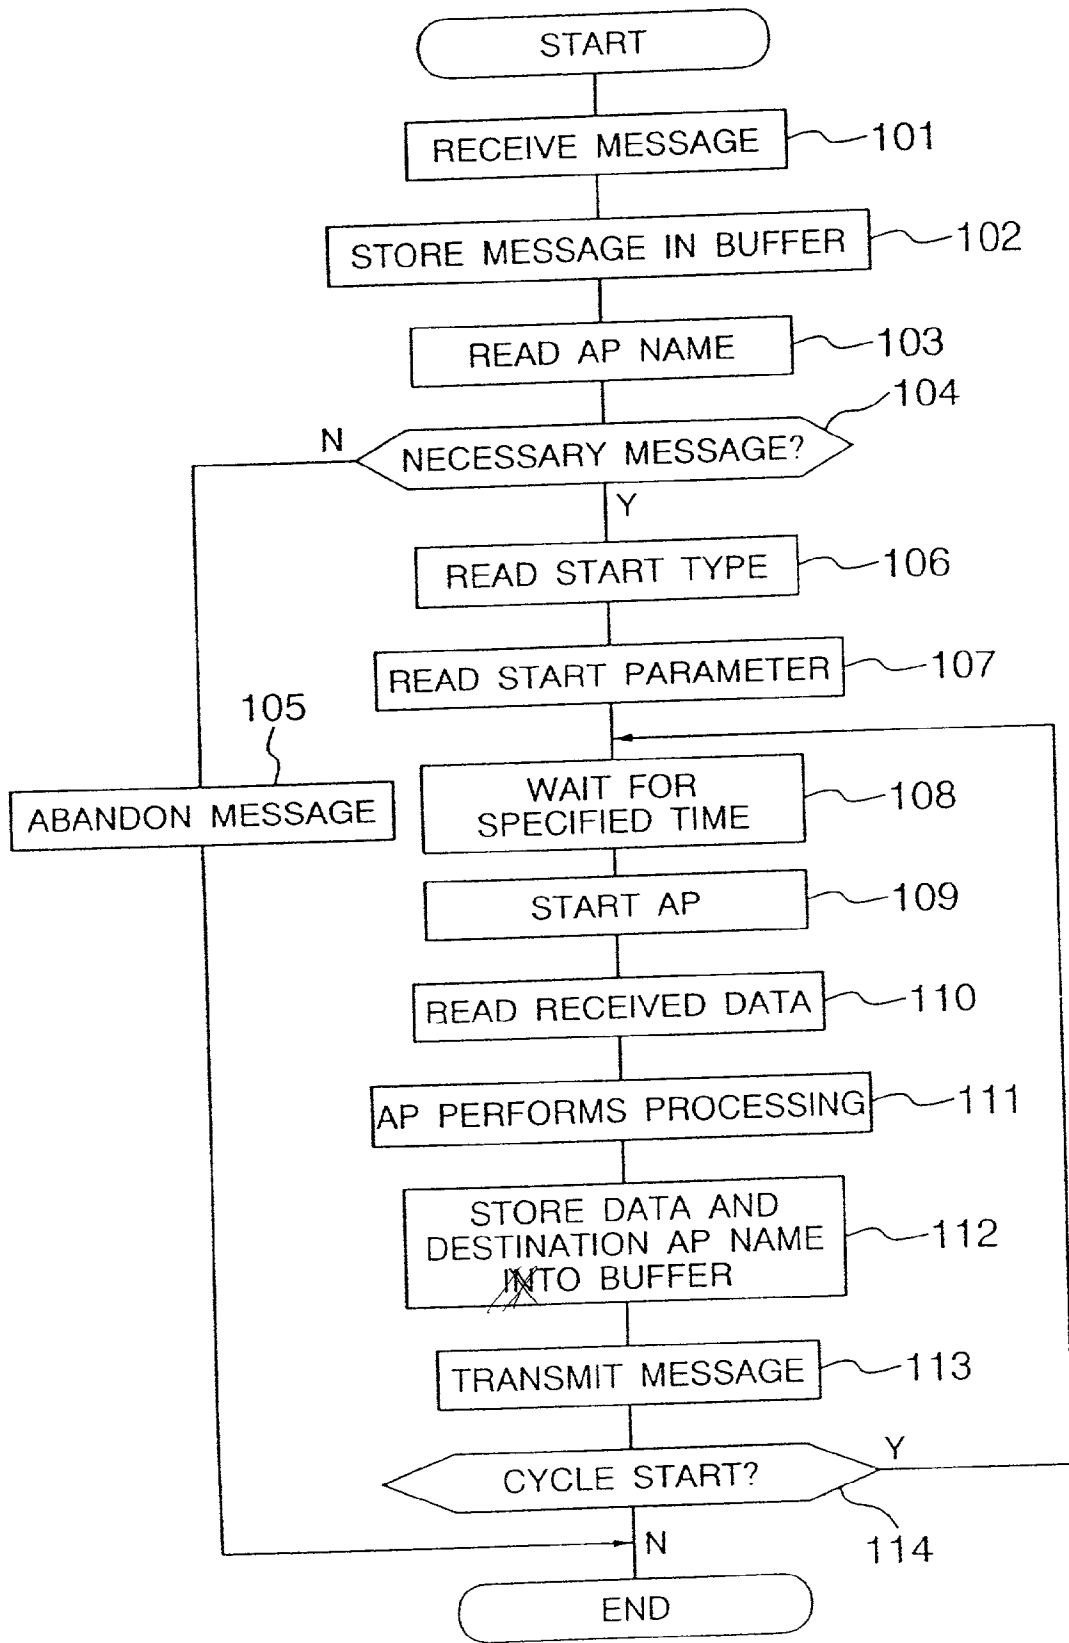 START
RECEIVE MESSAGE
101
STORE MESSAGE IN BUFFER
102
READ AP NAME
103
104
N
NECESSARY MESSAGE?
Y
READ START TYPE
106
READ START PARAMETER
107
105
ABANDON MESSAGE
WAIT FOR
SPECIFIED TIME
108
START AP
109
READ RECEIVED DATA
110
AP PERFORMS PROCESSING
111
STORE DATA AND
DESTINATION AP NAME
INTO BUFFER
112
TRANSMIT MESSAGE
113
CYCLE START?
Y
114
N
END